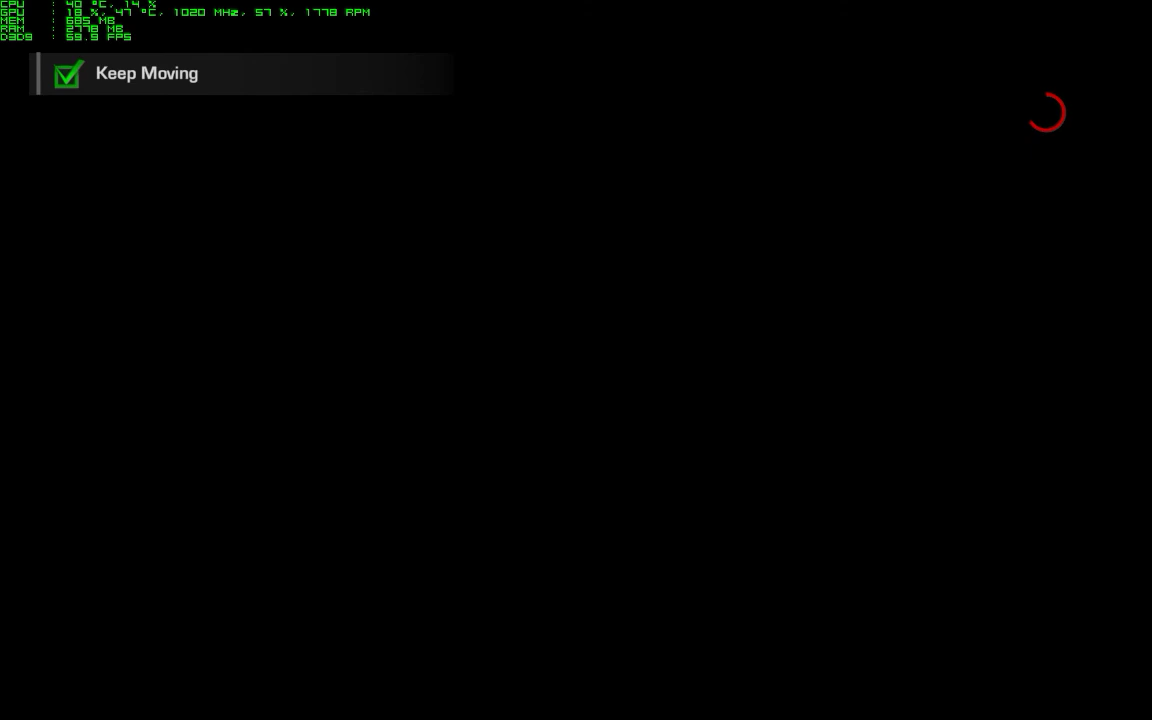 CPU : 40 °C, 14 %
GPU : 18 %, 47 °C, 1020 MHz, 57 %, 1778 RPM
MEM : 685 MB
RAM : 2778 MB
D3D9 : 59.9 FPS
Keep Moving